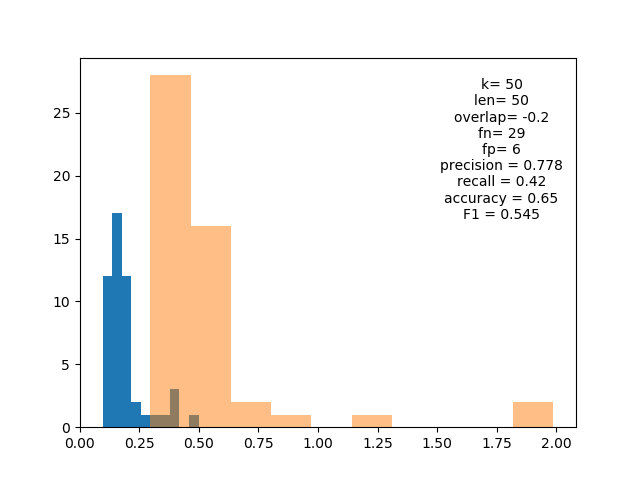 k= 50
len= 50
overlap= -0.2
fn= 29
fp= 6
precision = 0.778
recall = 0.42
accuracy = 0.65
F1 = 0.545
25
20
15
10
5
0
0.00 0.25 0.50 0.75 1.00 1.25 1.50 1.75 2.00